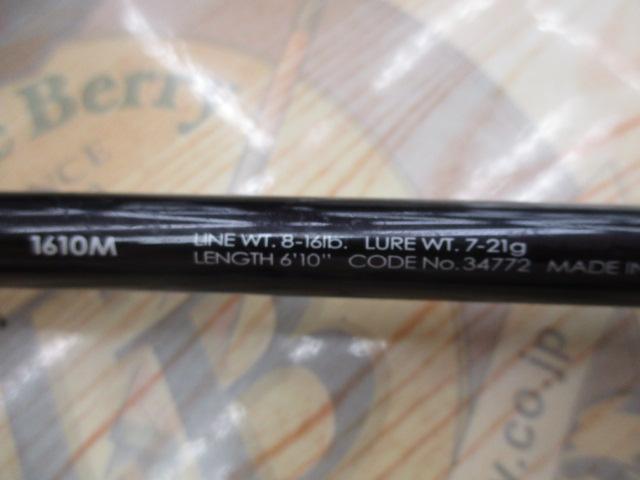 e Berry
NCE
1610M LINE WT. 8-16lb. LURE WT. 7-21g
LENGTH 6'10" CODE No. 34772 MADE IN
B
y.co.jp